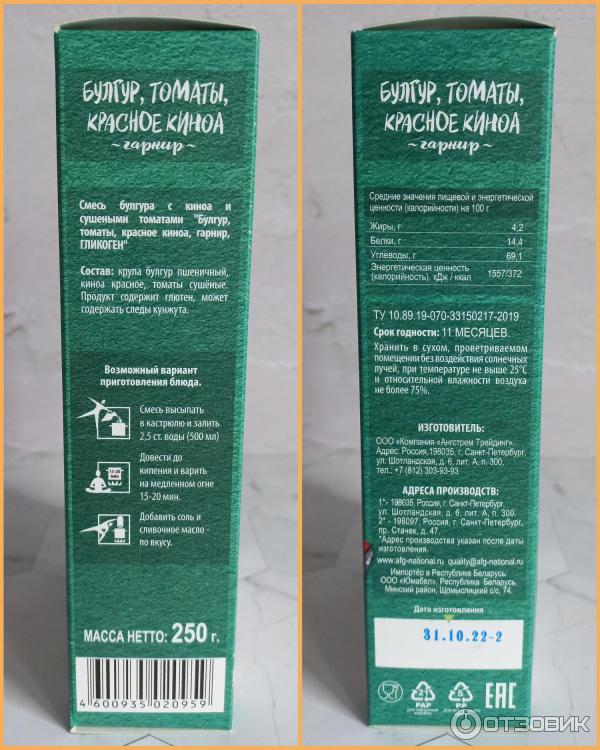 БУЛГУР, ТОМАТЫ,
КРАСНОЕ КИНОА
~гарнир~
Смесь булгура с киноа и
сушеными томатами "Булгур,
томаты, красное киноа, гарнир,
ГЛИКОГЕН"
Состав: крупа булгур пшеничный,
киноа красное, томаты сушёные.
Продукт содержит глютен, может
содержать следы кунжута.
Возможный вариант
приготовления блюда.
Смесь высыпать
в кастрюлю и залить
2,5 ст. воды (500 мл)
15-20
мин
Довести до
кипения и варить
на медленном огне
15-20 мин.
Добавить соль и
сливочное масло -
по вкусу.
МАССА НЕТТО: 250 г.
4600935020959
БУЛГУР, ТОМАТЫ,
КРАСНОЕ КИНОА
~гарнир~
Средние значения пищевой и энергетической
ценности (калорийности) на 100 г
Жиры, г 4,2
Белки, г 14,4
Углеводы, г 69,1
Энергетическая ценность
(калорийность), кДж / ккал 1557/372
ТУ 10.89.19-070-33150217-2019
Срок годности: 11 МЕСЯЦЕВ.
Хранить в сухом, проветриваемом
помещении без воздействия солнечных
лучей, при температуре не выше 25°С
и относительной влажности воздуха
не более 75%.
ИЗГОТОВИТЕЛЬ:
ООО «Компания «Ангстрем Трейдинг».
Адрес: Россия,198035, г. Санкт-Петербург,
ул. Шотландская, д. 6, лит. А, п. 300,
тел.: +7 (812) 303-93-93
АДРЕСА ПРОИЗВОДСТВ:
1*- 198035, Россия, г. Санкт-Петербург,
ул. Шотландская, д. 6, лит. А, п. 300.
2* - 198097, Россия, г. Санкт-Петербург,
пр. Стачек, д. 47.
*Адрес производства указан после даты
изготовления.
www.afg-national.ru quality@afg-national.ru
Импортёр в Республике Беларусь:
ООО «Юмабел», Республика Беларусь,
Минский район, Щомыслицкий с/с, 74.
Дата изготовления
31.10.22-2
21
PAP
5
PP
EAC
ОТЗОВИК